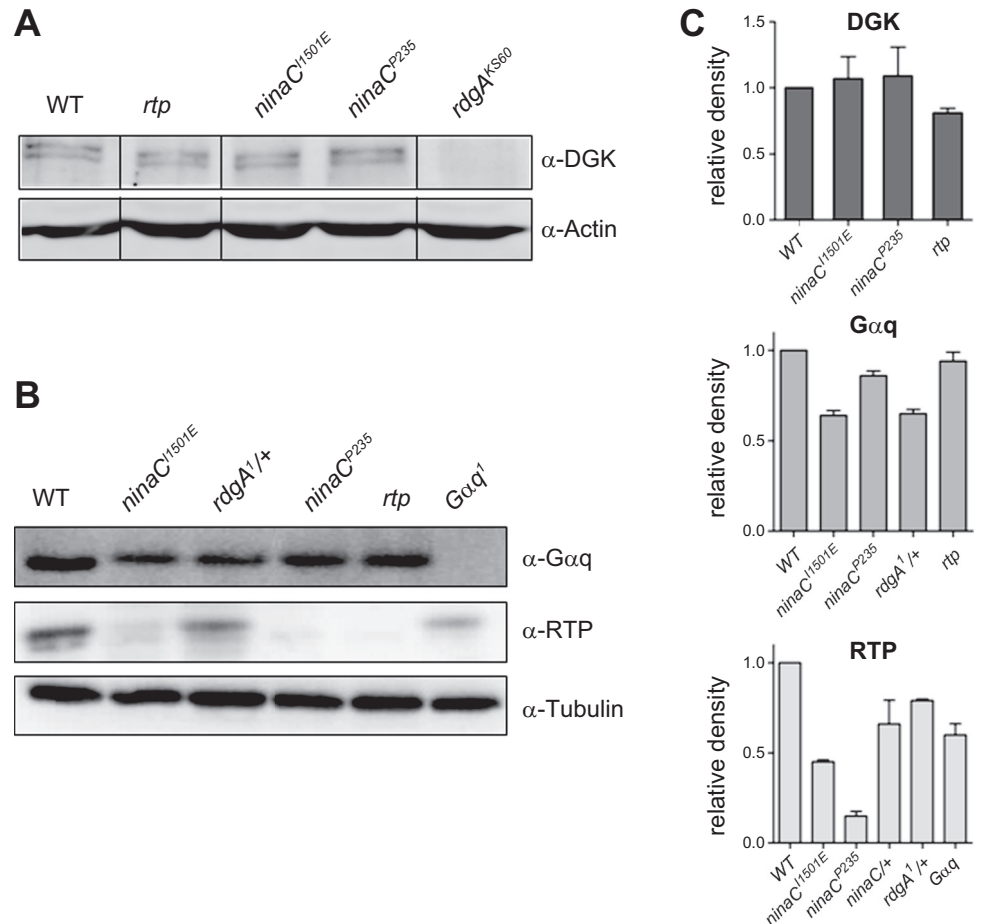 A
WT rtp ninaC^I1501E ninaC^P235 rdgA^KS60
α-DGK
α-Actin
B
WT ninaC^I1501E rdgA^1/+ ninaC^P235 rtp Gαq^1
α-Gαq
α-RTP
α-Tubulin
C
DGK
relative density
1.5
1.0
0.5
0.0
WT ninaC^I1501E ninaC^P235 rtp
Gαq
relative density
1.0
0.5
0.0
WT ninaC^I1501E ninaC^P235 rdgA^1/+ rtp
RTP
relative density
1.0
0.5
0.0
WT ninaC^I1501E ninaC^P235 ninaC/+ rdgA^1/+ Gαq